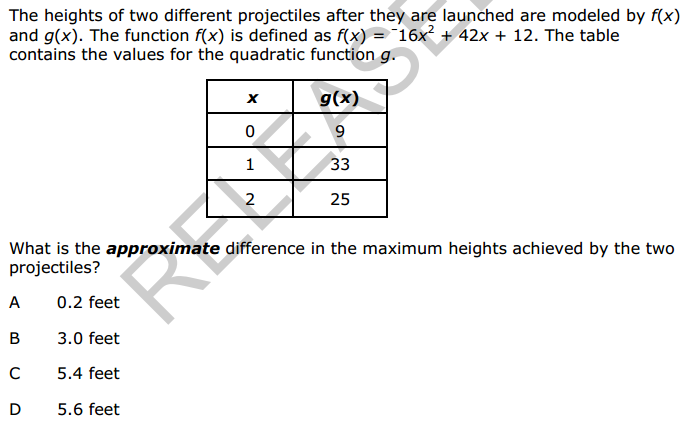 The heights of two different projectiles after they are launched are modeled by f(x)
and g(x). The function f(x) is defined as f(x) = ⁻16x² + 42x + 12. The table
contains the values for the quadratic function g.
x g(x)
0 9
1 33
2 25
What is the approximate difference in the maximum heights achieved by the two
projectiles?
A 0.2 feet
B 3.0 feet
C 5.4 feet
D 5.6 feet
RELEASE